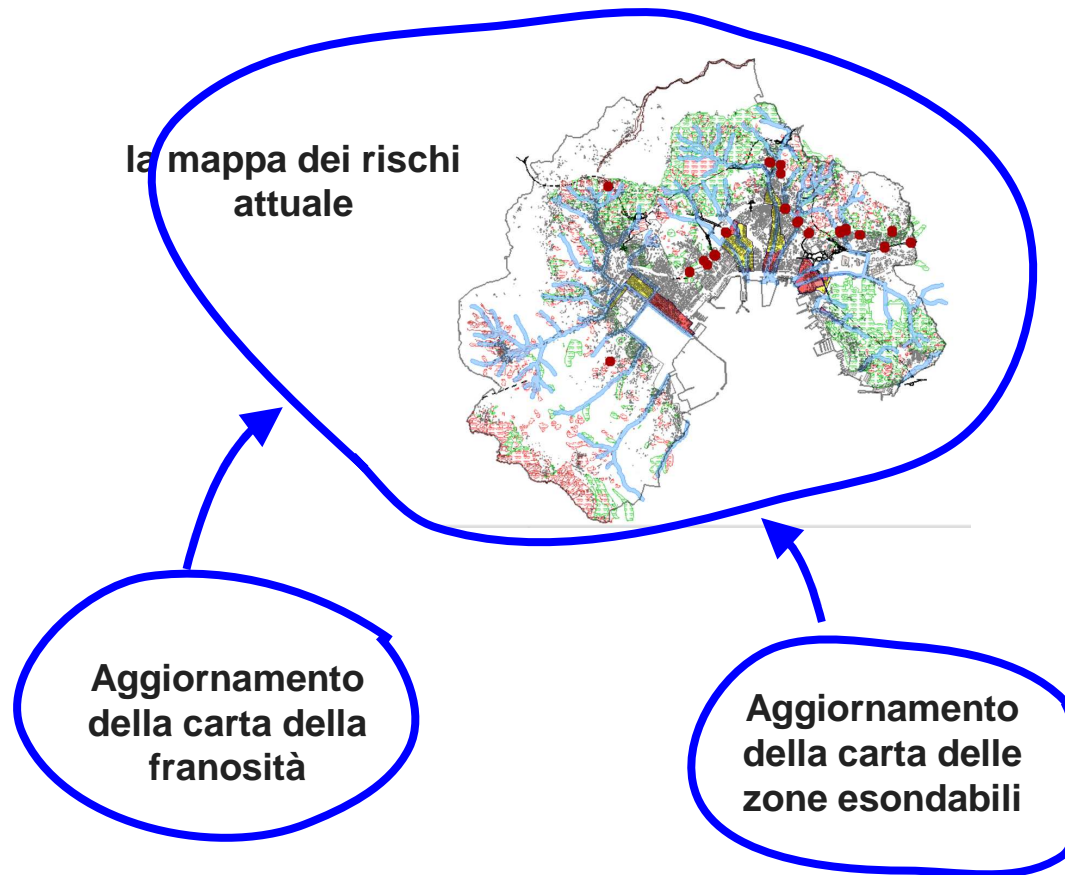 la mappa dei rischi
attuale
Aggiornamento
della carta della
franosità
Aggiornamento
della carta delle
zone esondabili